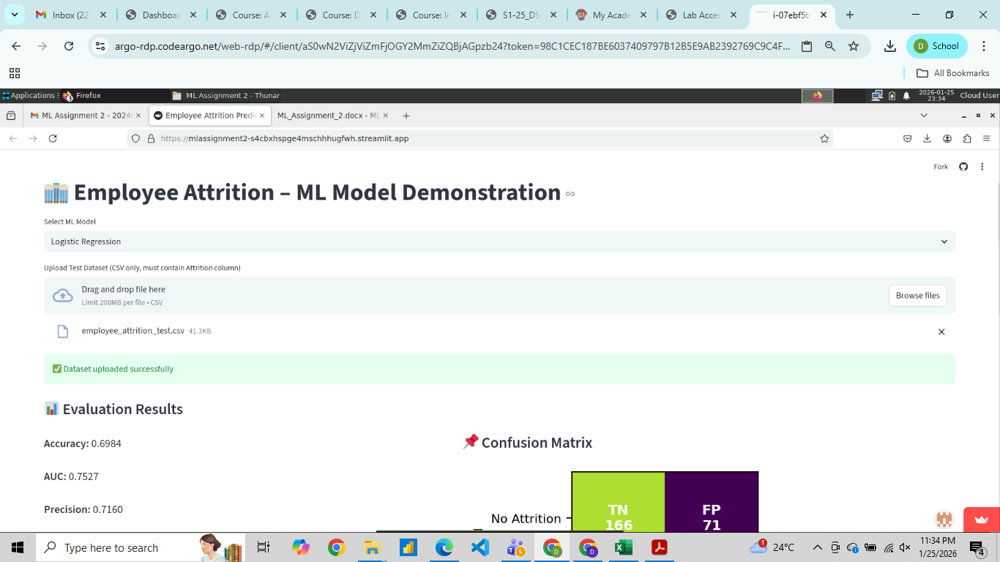 Inbox (22
Dashboar
Course: A
Course: D
Course: In
S1-25_DS
My Acade
Lab Acces
i-07ebf5b
argo-rdp.codeargo.net/web-rdp/#/client/aS0wN2ViZjViZmFjOGY2MmZiZQBjAGpzb24?token=98C1CEC187BE6037409797B12B5E9AB2392769C9C4F...
School
All Bookmarks
Applications
Firefox
ML Assignment 2 - Thunar
2026-01-25
23:34
Cloud User
ML Assignment 2 - 2024
Employee Attrition Predi
ML_Assignment_2.docx - ML
https://mlassignment2-s4cbxhspge4mschhhugfwh.streamlit.app
Fork
Employee Attrition – ML Model Demonstration
Select ML Model
Logistic Regression
Upload Test Dataset (CSV only, must contain Attrition column)
Drag and drop file here
Limit 200MB per file • CSV
Browse files
employee_attrition_test.csv 41.3KB
Dataset uploaded successfully
Evaluation Results
Accuracy: 0.6984
Confusion Matrix
AUC: 0.7527
Precision: 0.7160
No Attrition
TN
166
FP
71
Type here to search
24°C
11:34 PM
1/25/2026
4